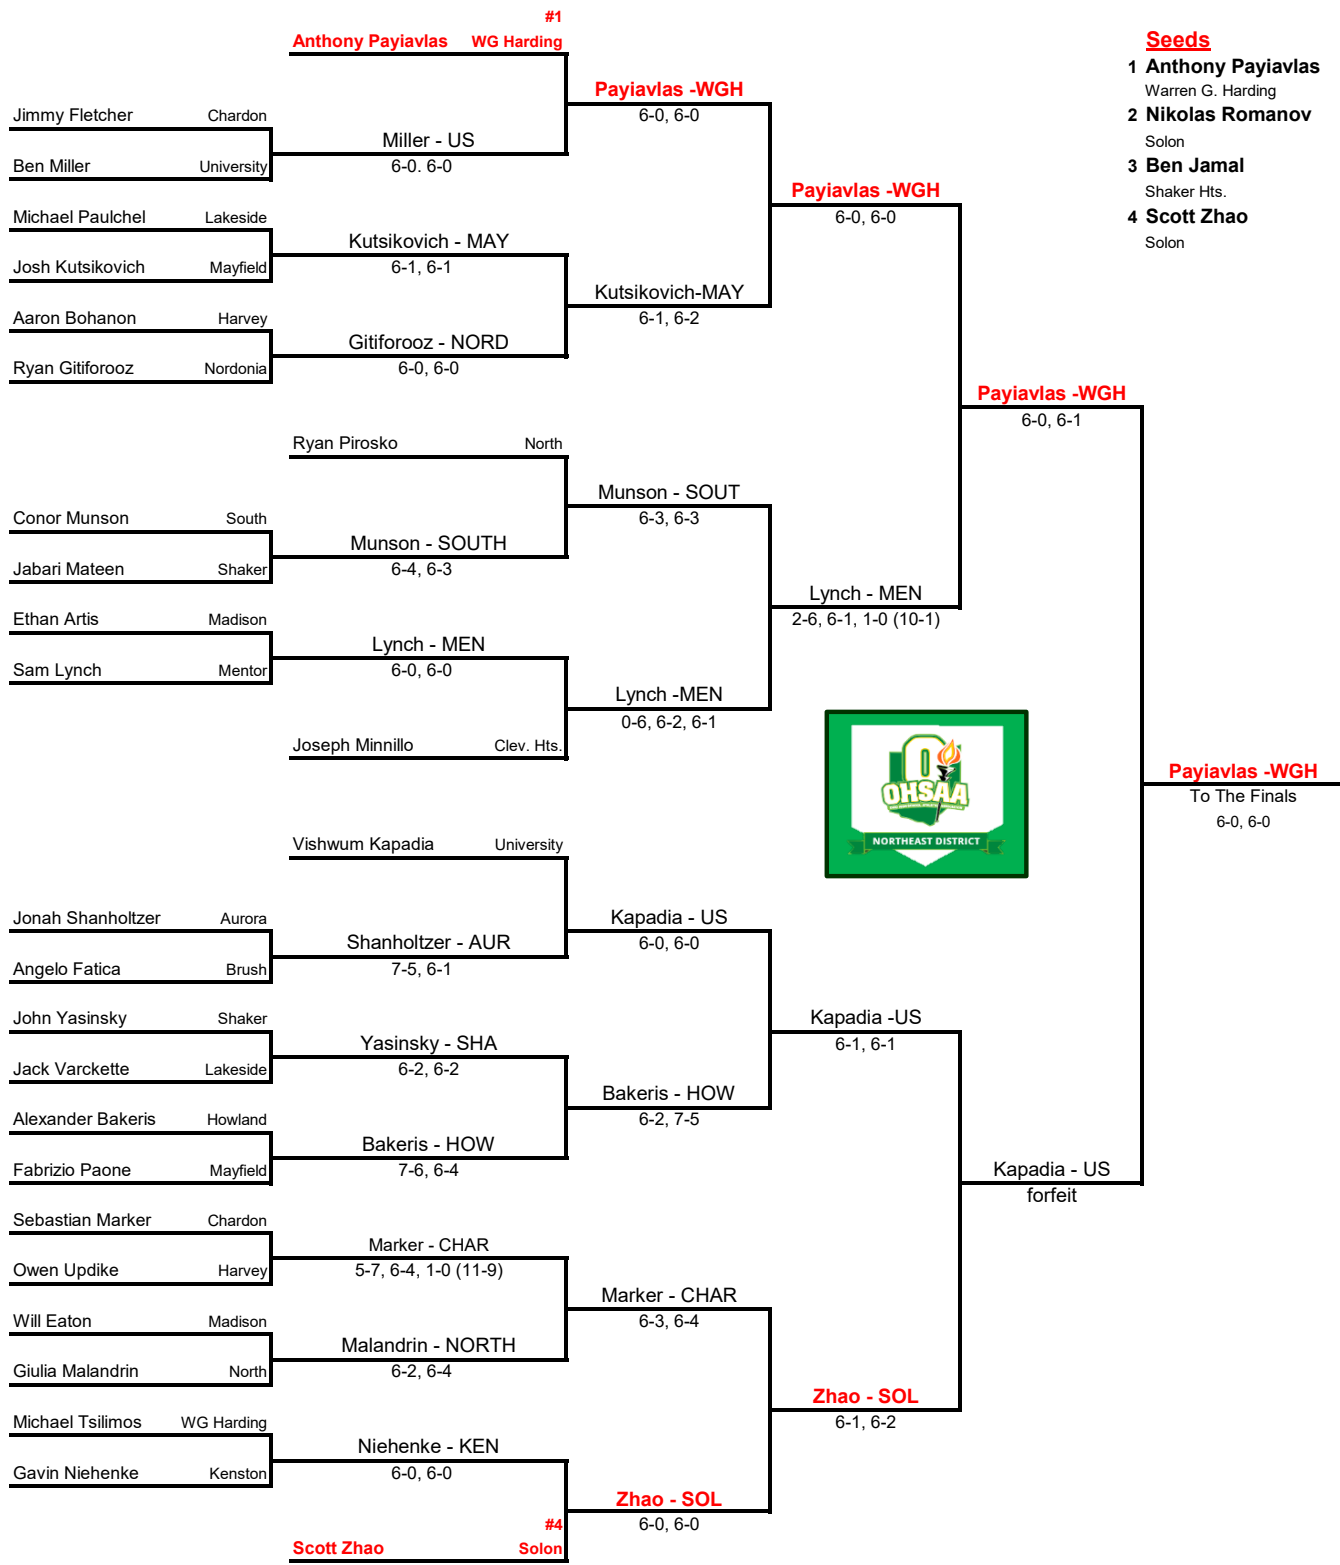 #1
Anthony Payiavlas WG Harding
Seeds
1 Anthony Payiavlas
Warren G. Harding
2 Nikolas Romanov
Solon
3 Ben Jamal
Shaker Hts.
4 Scott Zhao
Solon
Payiavlas -WGH
6-0, 6-0
Jimmy Fletcher Chardon
Miller - US
6-0. 6-0
Ben Miller University
Payiavlas -WGH
6-0, 6-0
Michael Paulchel Lakeside
Kutsikovich - MAY
6-1, 6-1
Josh Kutsikovich Mayfield
Kutsikovich-MAY
6-1, 6-2
Aaron Bohanon Harvey
Gitiforooz - NORD
6-0, 6-0
Ryan Gitiforooz Nordonia
Payiavlas -WGH
6-0, 6-1
Ryan Pirosko North
Munson - SOUT
6-3, 6-3
Conor Munson South
Munson - SOUTH
6-4, 6-3
Jabari Mateen Shaker
Lynch - MEN
2-6, 6-1, 1-0 (10-1)
Ethan Artis Madison
Lynch - MEN
6-0, 6-0
Sam Lynch Mentor
Lynch -MEN
0-6, 6-2, 6-1
Joseph Minnillo Clev. Hts.
OHSAA
NORTHEAST DISTRICT
Payiavlas -WGH
To The Finals
6-0, 6-0
Vishwum Kapadia University
Kapadia - US
6-0, 6-0
Jonah Shanholtzer Aurora
Shanholtzer - AUR
7-5, 6-1
Angelo Fatica Brush
Kapadia -US
6-1, 6-1
John Yasinsky Shaker
Yasinsky - SHA
6-2, 6-2
Jack Varckette Lakeside
Bakeris - HOW
6-2, 7-5
Alexander Bakeris Howland
Bakeris - HOW
7-6, 6-4
Fabrizio Paone Mayfield
Kapadia - US
forfeit
Sebastian Marker Chardon
Marker - CHAR
5-7, 6-4, 1-0 (11-9)
Owen Updike Harvey
Marker - CHAR
6-3, 6-4
Will Eaton Madison
Malandrin - NORTH
6-2, 6-4
Giulia Malandrin North
Zhao - SOL
6-1, 6-2
Michael Tsilimos WG Harding
Niehenke - KEN
6-0, 6-0
Gavin Niehenke Kenston
Zhao - SOL
6-0, 6-0
#4
Scott Zhao Solon